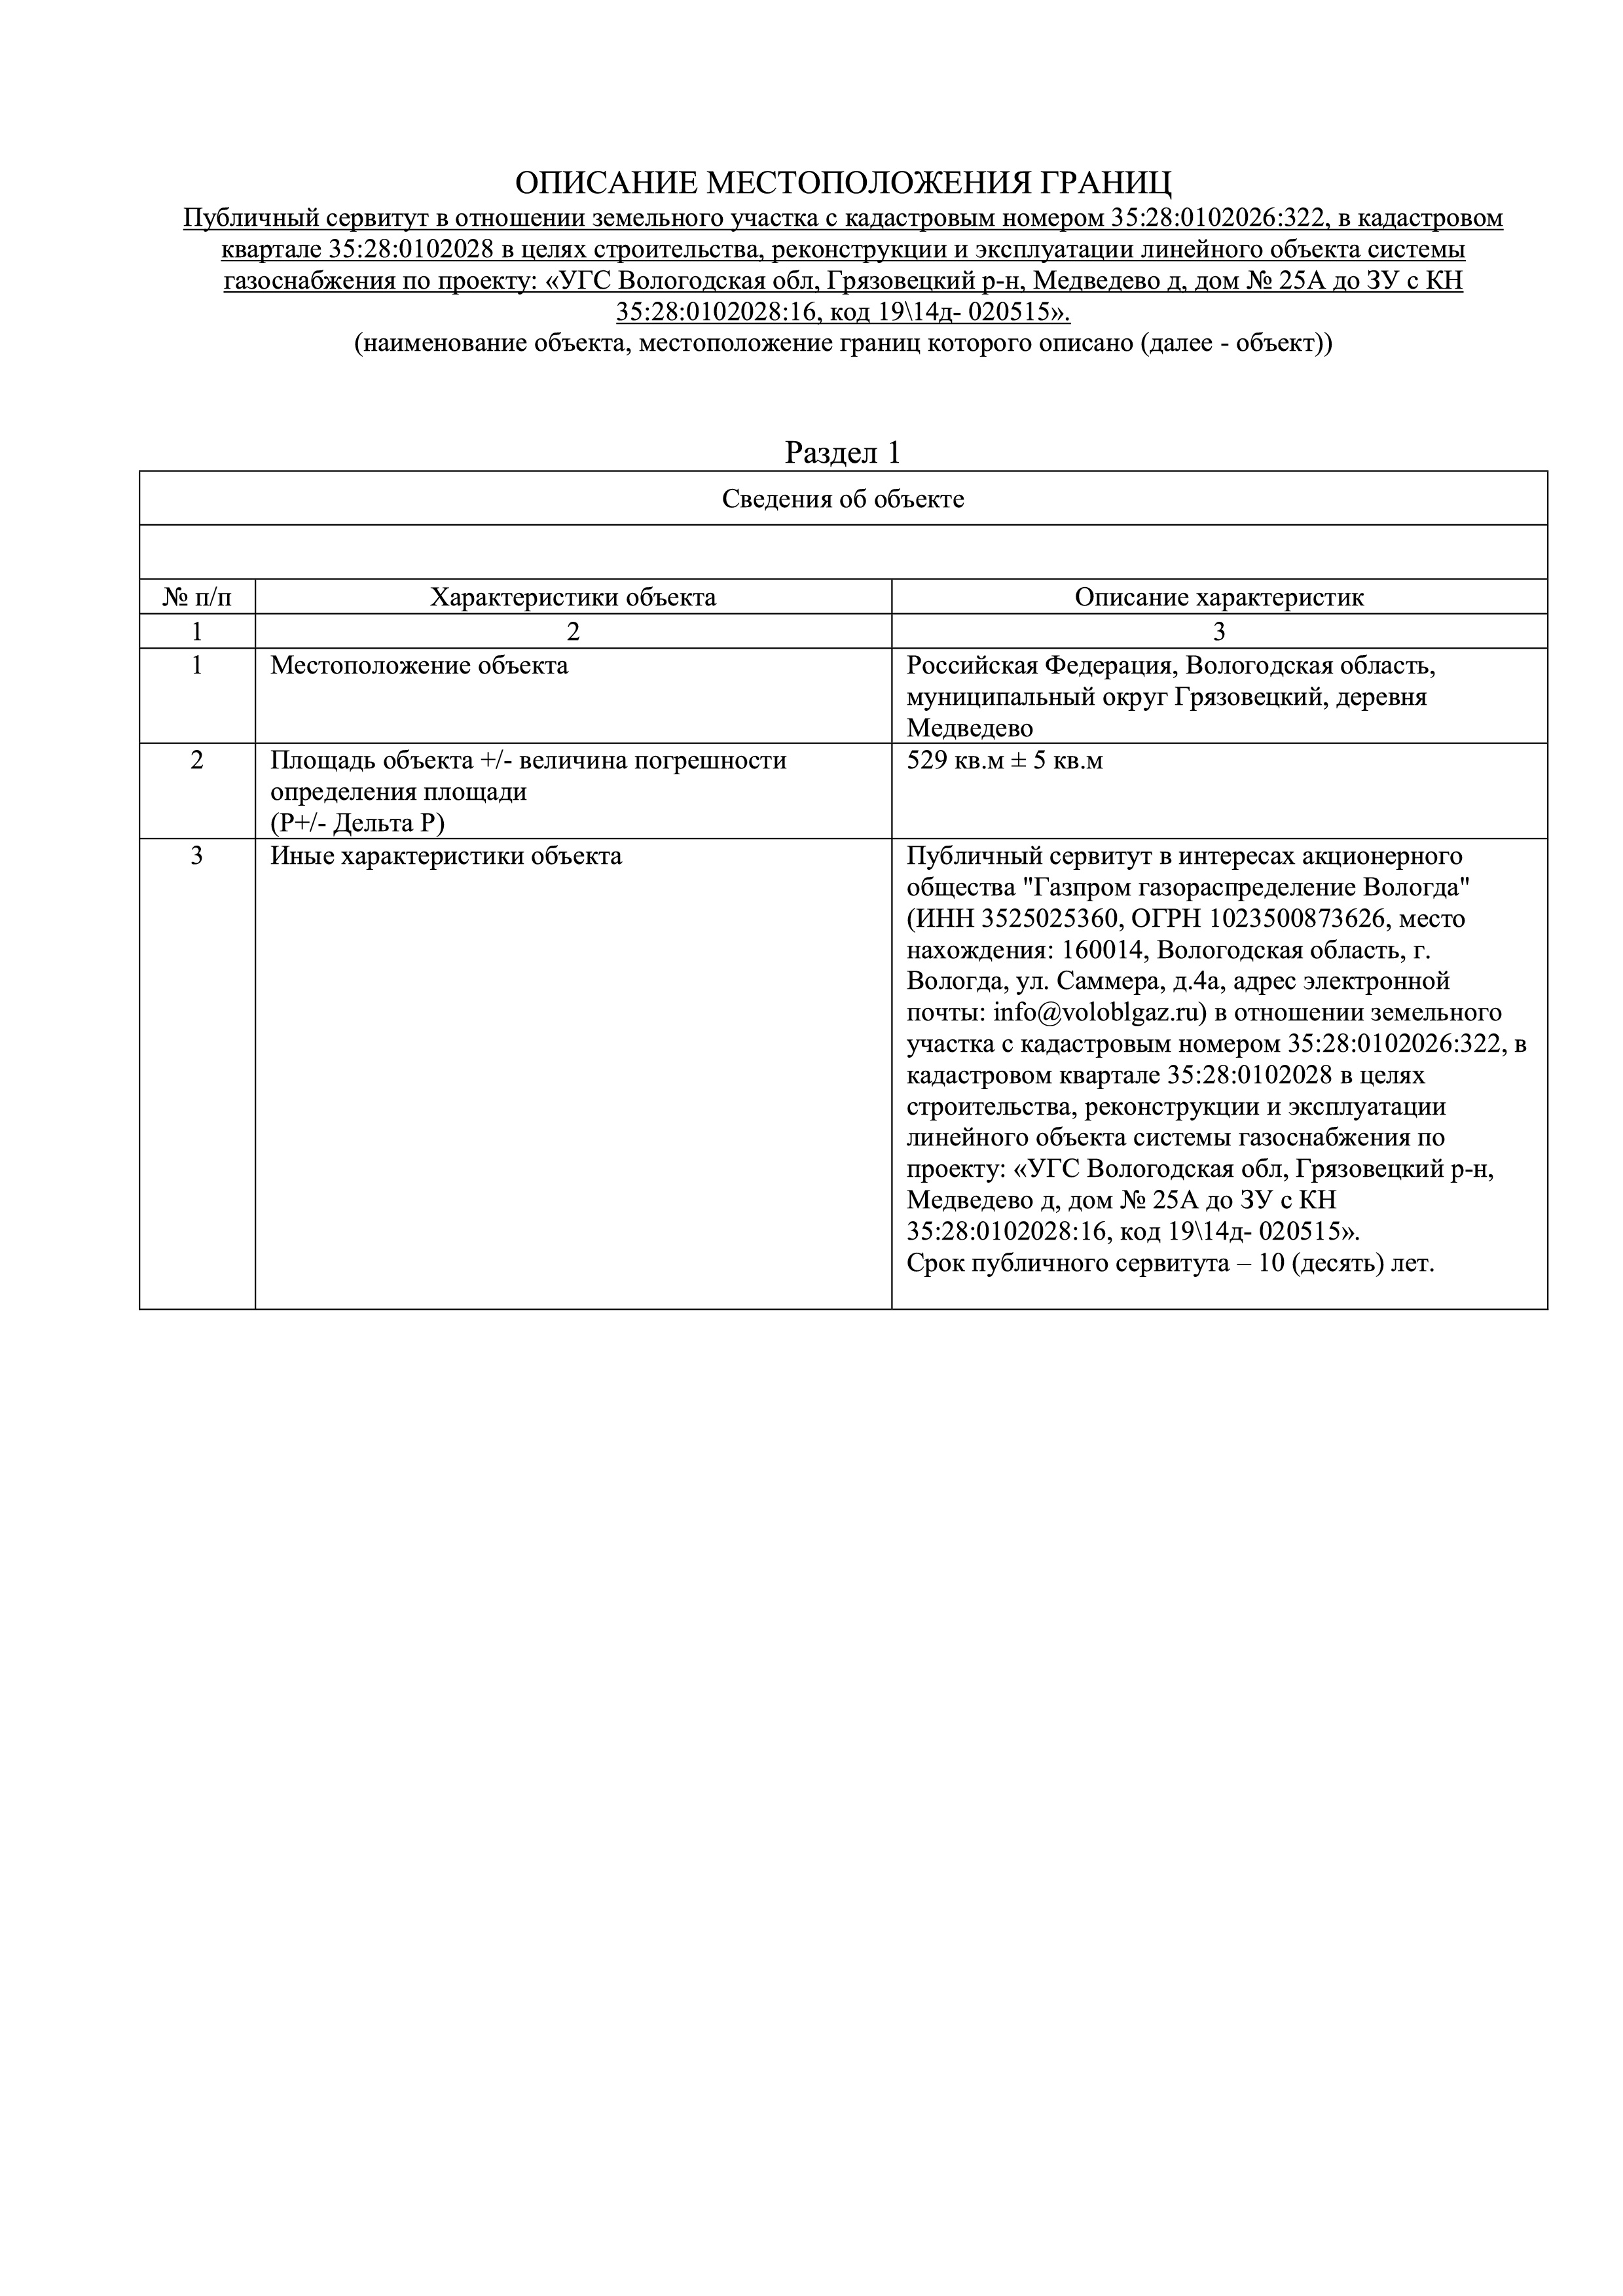 ОПИСАНИЕ МЕСТОПОЛОЖЕНИЯ ГРАНИЦ
Публичный сервитут в отношении земельного участка с кадастровым номером 35:28:0102026:322, в кадастровом
квартале 35:28:0102028 в целях строительства, реконструкции и эксплуатации линейного объекта системы
газоснабжения по проекту: «УГС Вологодская обл, Грязовецкий р-н, Медведево д, дом № 25А до ЗУ с КН
35:28:0102028:16, код 19\14д- 020515».
(наименование объекта, местоположение границ которого описано (далее - объект))
Раздел 1
Сведения об объекте
№ п/п Характеристики объекта Описание характеристик
1 2 3
1 Местоположение объекта Российская Федерация, Вологодская область,
муниципальный округ Грязовецкий, деревня
Медведево
2 Площадь объекта +/- величина погрешности 529 кв.м ± 5 кв.м
определения площади
(Р+/- Дельта Р)
3 Иные характеристики объекта Публичный сервитут в интересах акционерного
общества "Газпром газораспределение Вологда"
(ИНН 3525025360, ОГРН 1023500873626, место
нахождения: 160014, Вологодская область, г.
Вологда, ул. Саммера, д.4а, адрес электронной
почты: info@voloblgaz.ru) в отношении земельного
участка с кадастровым номером 35:28:0102026:322, в
кадастровом квартале 35:28:0102028 в целях
строительства, реконструкции и эксплуатации
линейного объекта системы газоснабжения по
проекту: «УГС Вологодская обл, Грязовецкий р-н,
Медведево д, дом № 25А до ЗУ с КН
35:28:0102028:16, код 19\14д- 020515».
Срок публичного сервитута – 10 (десять) лет.